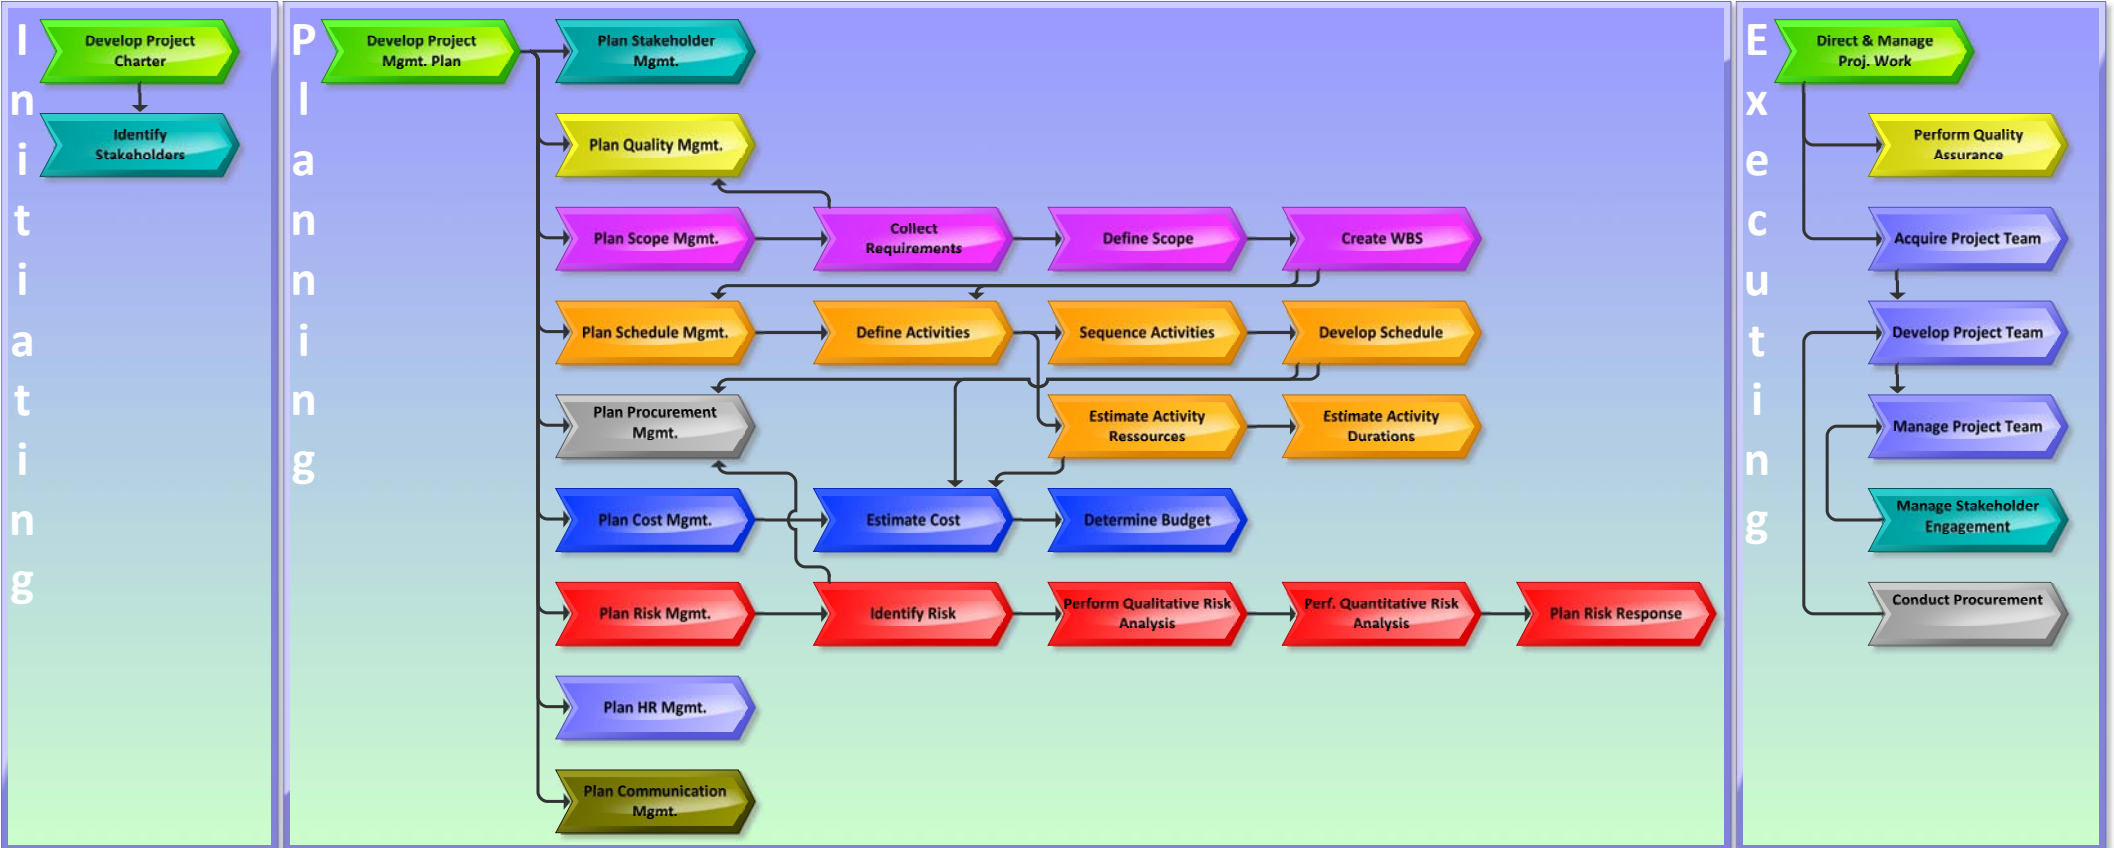 Initiating
Develop Project
Charter
Identify
Stakeholders
Planning
Develop Project
Mgmt. Plan
Plan Stakeholder
Mgmt.
Plan Quality Mgmt.
Plan Scope Mgmt.
Collect
Requirements
Define Scope
Create WBS
Plan Schedule Mgmt.
Define Activities
Sequence Activities
Develop Schedule
Plan Procurement
Mgmt.
Estimate Activity
Ressources
Estimate Activity
Durations
Plan Cost Mgmt.
Estimate Cost
Determine Budget
Plan Risk Mgmt.
Identify Risk
Perform Qualitative Risk
Analysis
Perf. Quantitative Risk
Analysis
Plan Risk Response
Plan HR Mgmt.
Plan Communication
Mgmt.
Executing
Direct & Manage
Proj. Work
Perform Quality
Assurance
Acquire Project Team
Develop Project Team
Manage Project Team
Manage Stakeholder
Engagement
Conduct Procurement